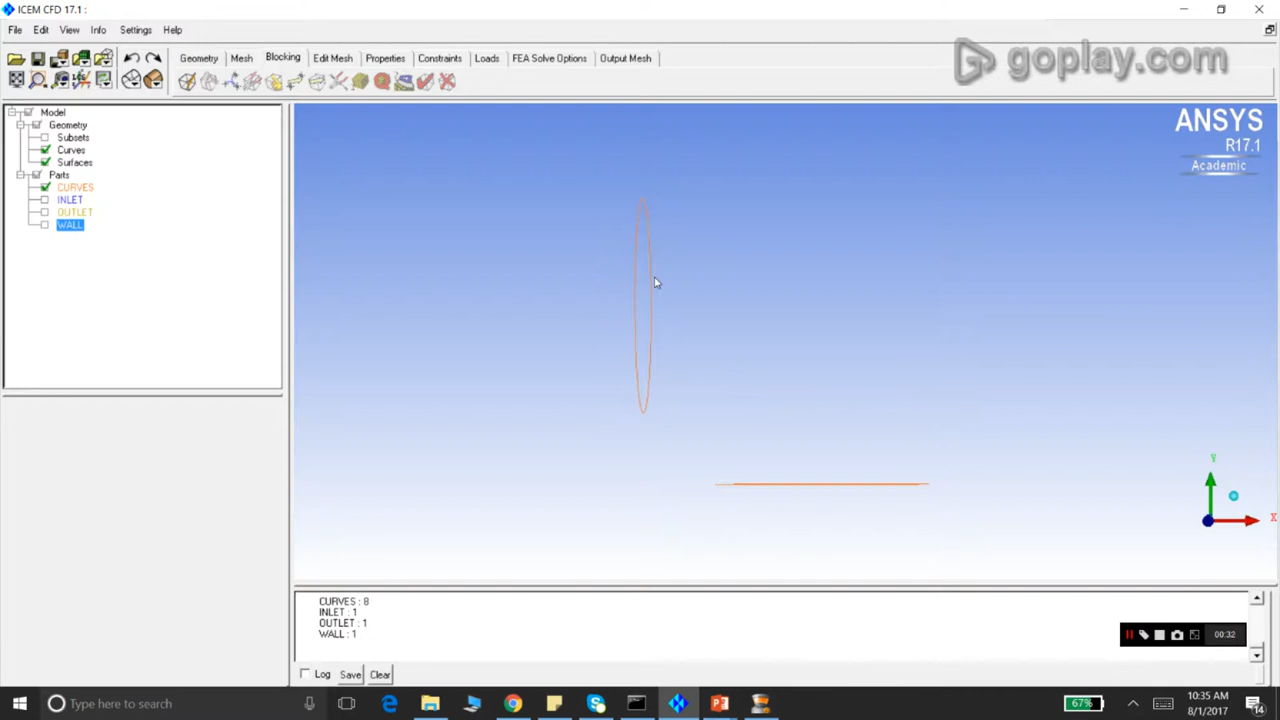 ICEM CFD 17.1 :
File Edit View Info Settings Help
Geometry Mesh Blocking Edit Mesh Properties Constraints Loads FEA Solve Options Output Mesh
goplay.com
Model
Geometry
Subsets
Curves
Surfaces
Parts
CURVES
INLET
OUTLET
WALL
ANSYS
R17.1
Academic
Y
X
CURVES : 8
INLET : 1
OUTLET : 1
WALL : 1
00:32
Log Save Clear
Type here to search
67%
10:35 AM
8/1/2017
14